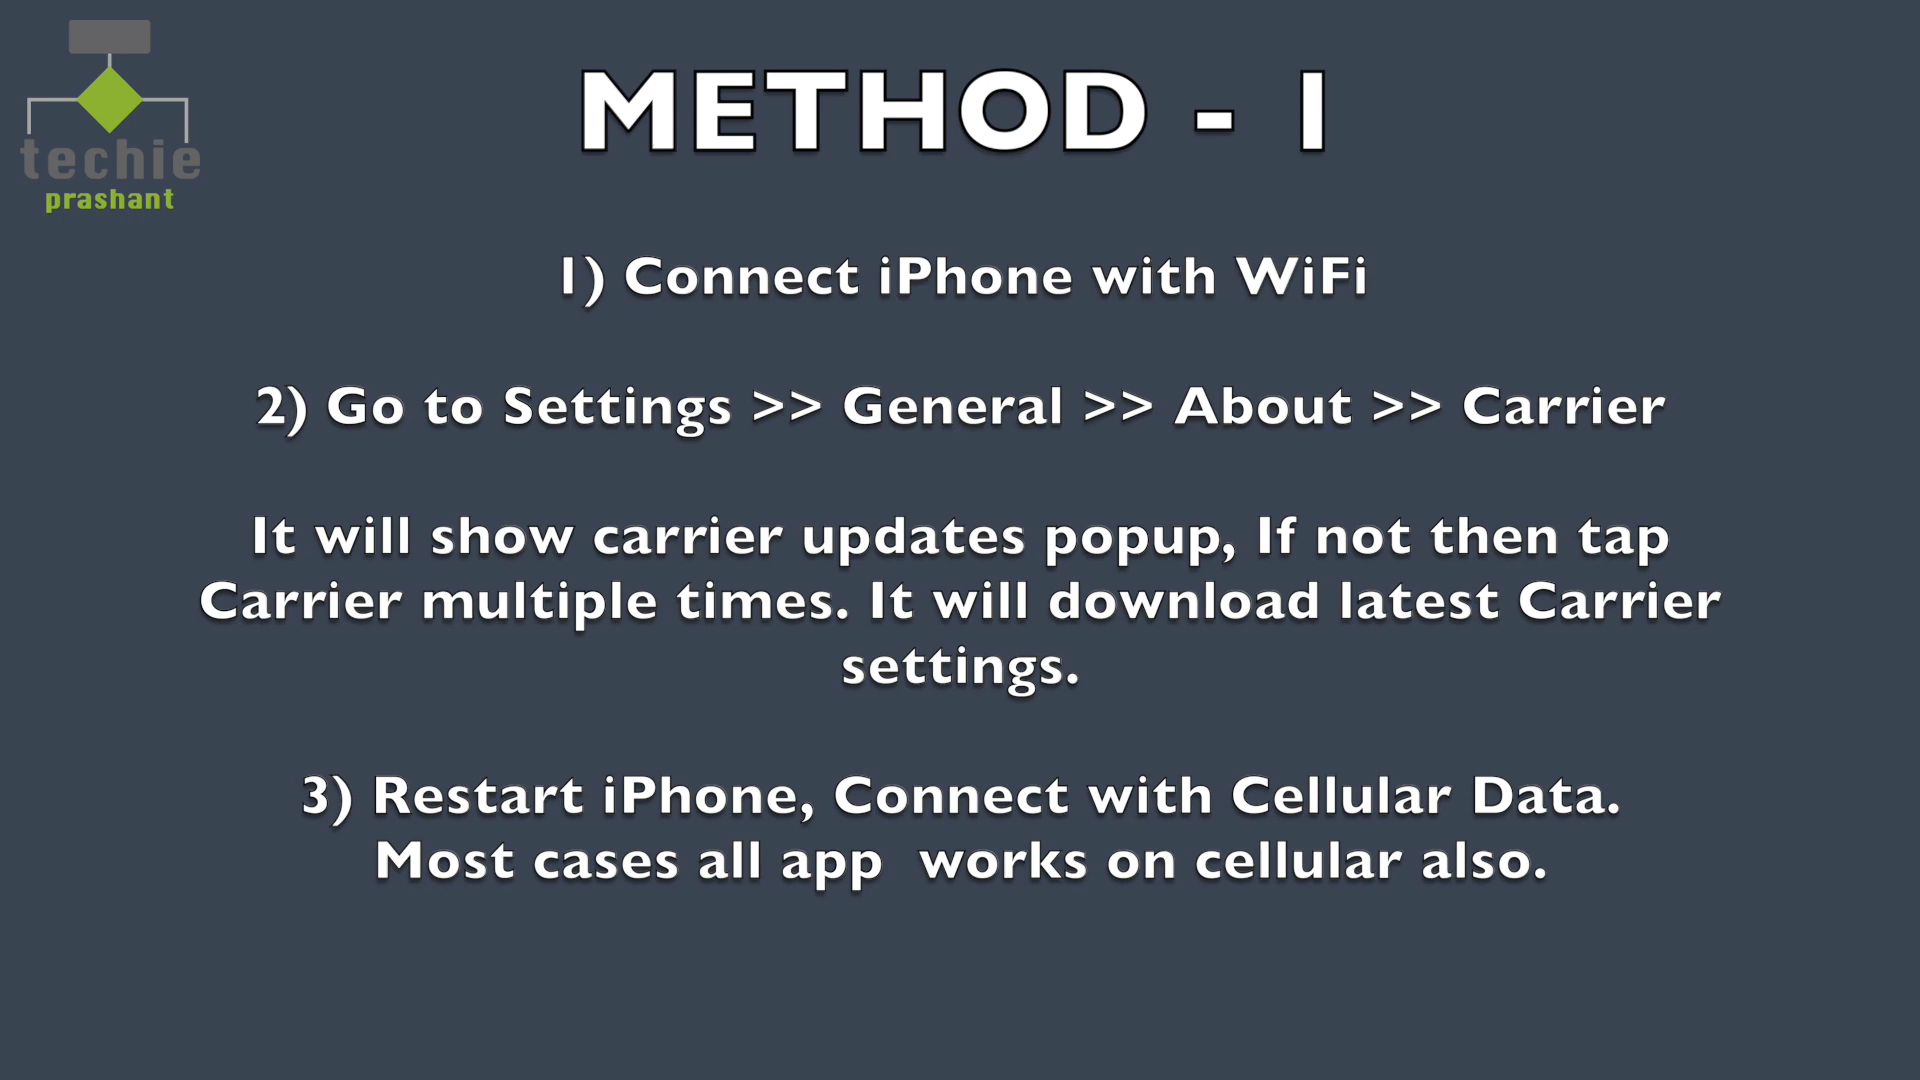 techie
prashant
METHOD - 1
1) Connect iPhone with WiFi
2) Go to Settings >> General >> About >> Carrier
It will show carrier updates popup, If not then tap
Carrier multiple times. It will download latest Carrier
settings.
3) Restart iPhone, Connect with Cellular Data.
Most cases all app  works on cellular also.